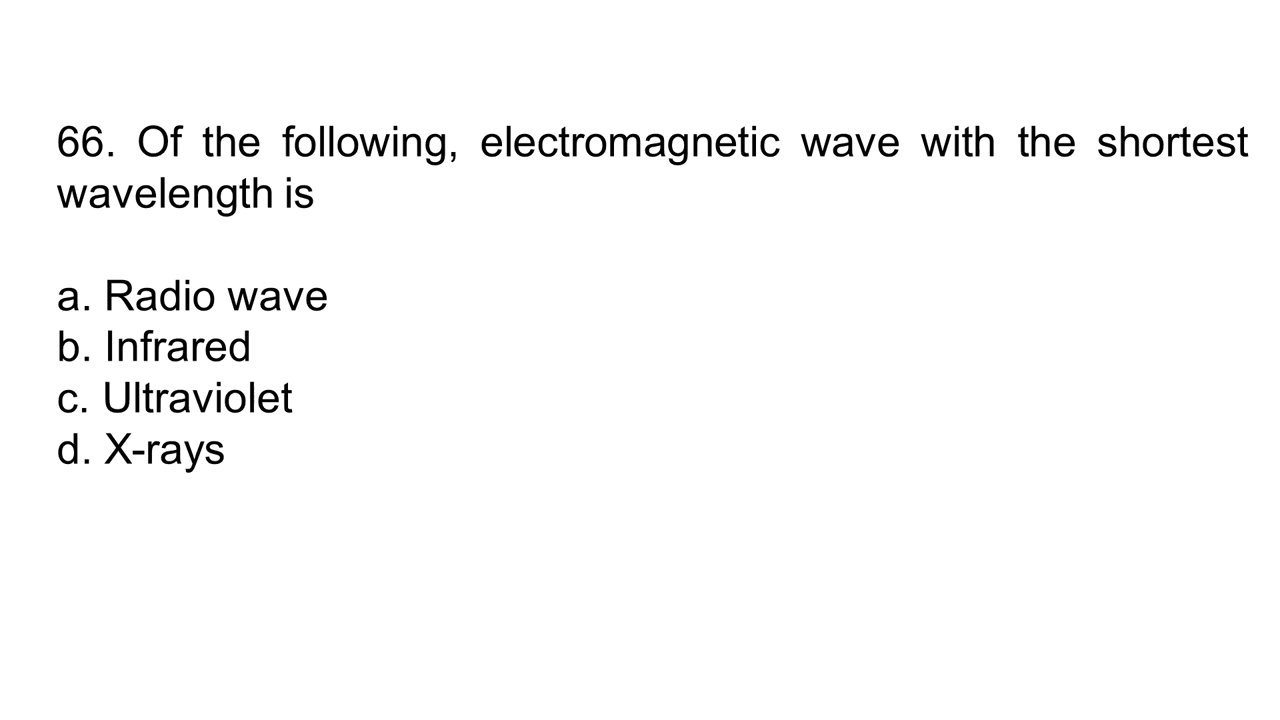 66. Of the following, electromagnetic wave with the shortest
wavelength is
a. Radio wave
b. Infrared
c. Ultraviolet
d. X-rays